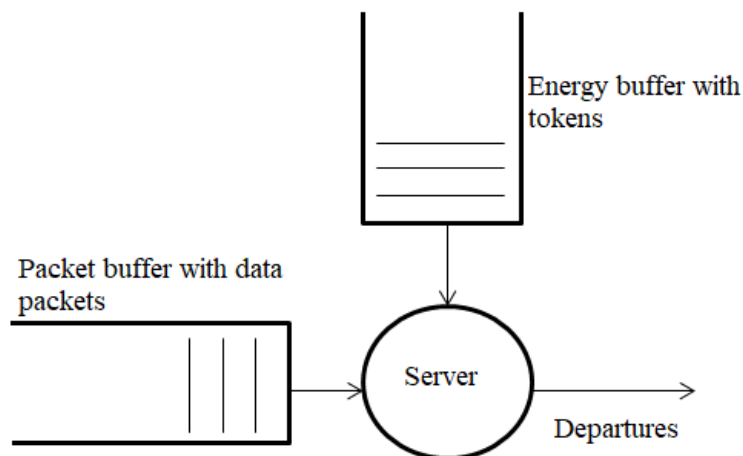 Energy buffer with
tokens
Packet buffer with data
packets
Server
Departures